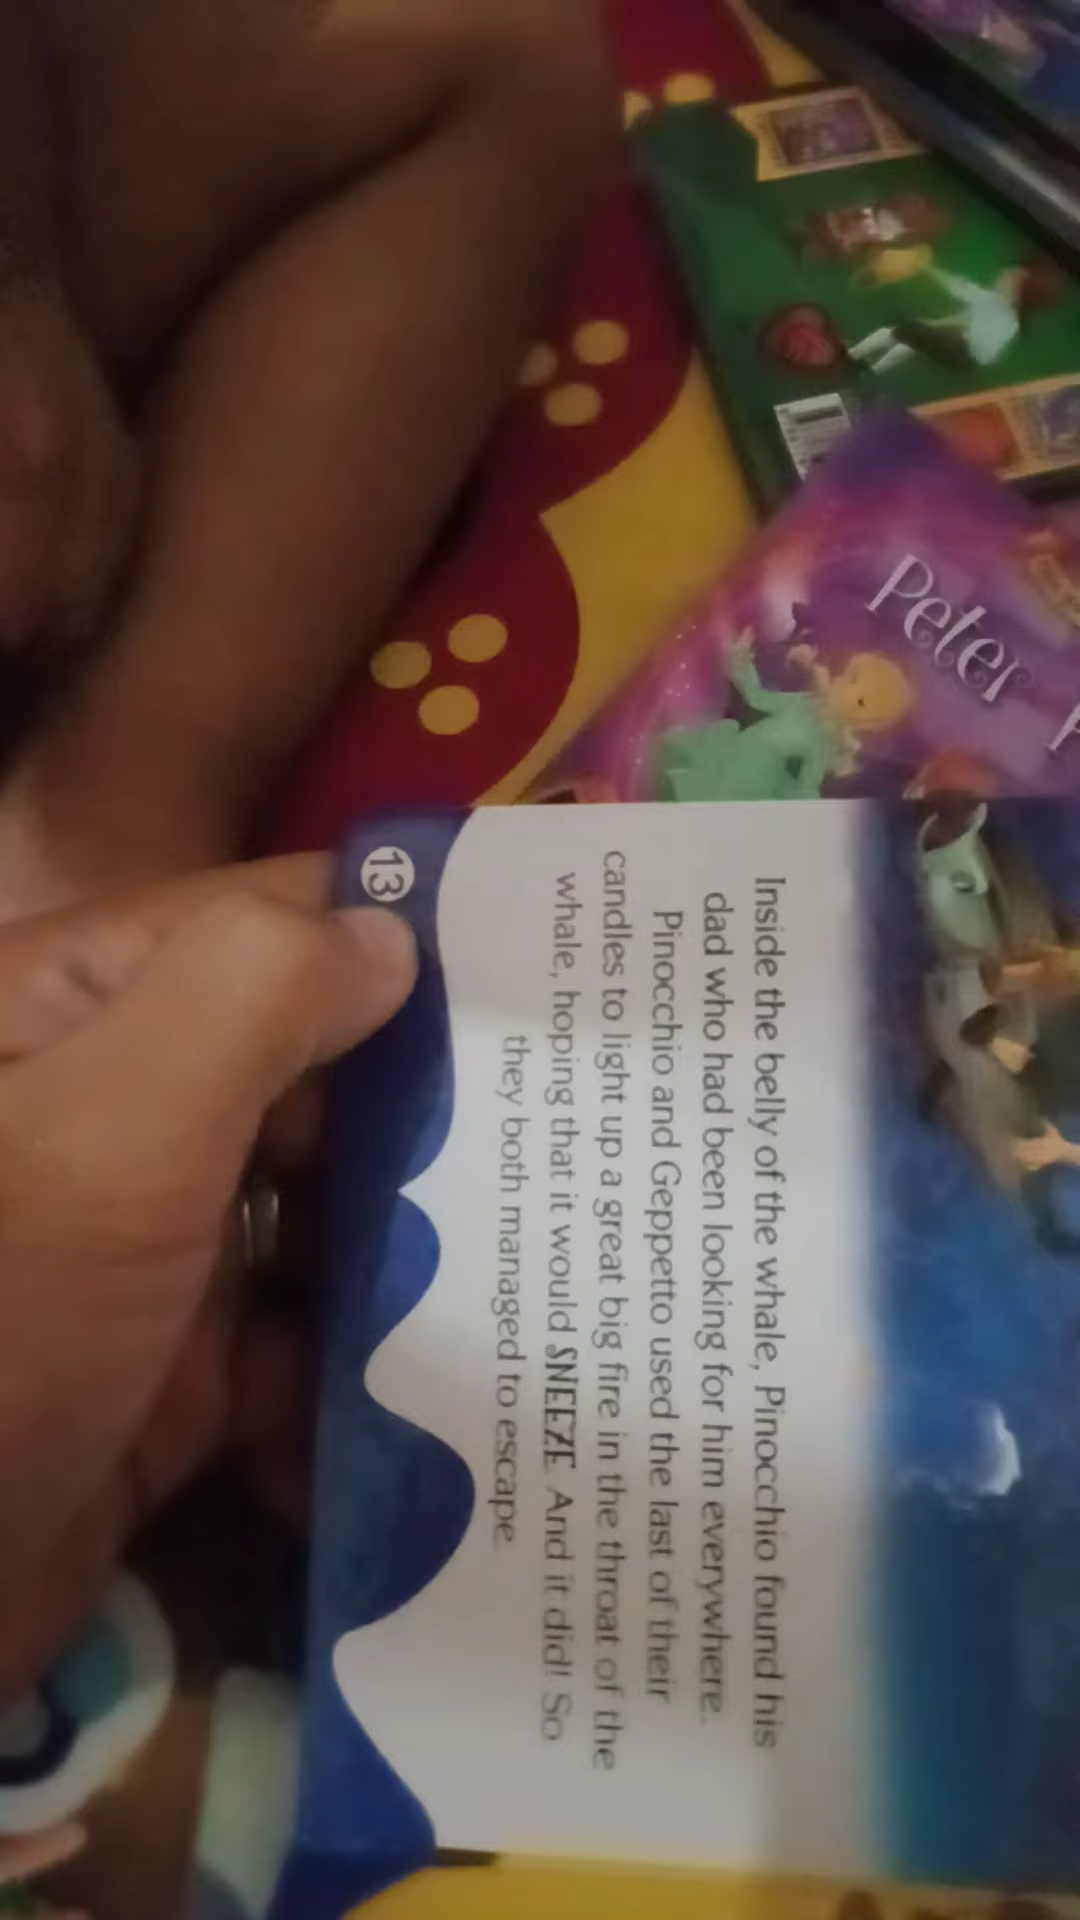 Inside the belly of the whale, Pinocchio found his
dad who had been looking for him everywhere.
Pinocchio and Geppetto used the last of their
candles to light up a great big fire in the throat of the
whale, hoping that it would SNEEZE. And it did! So
they both managed to escape.
13
Peter